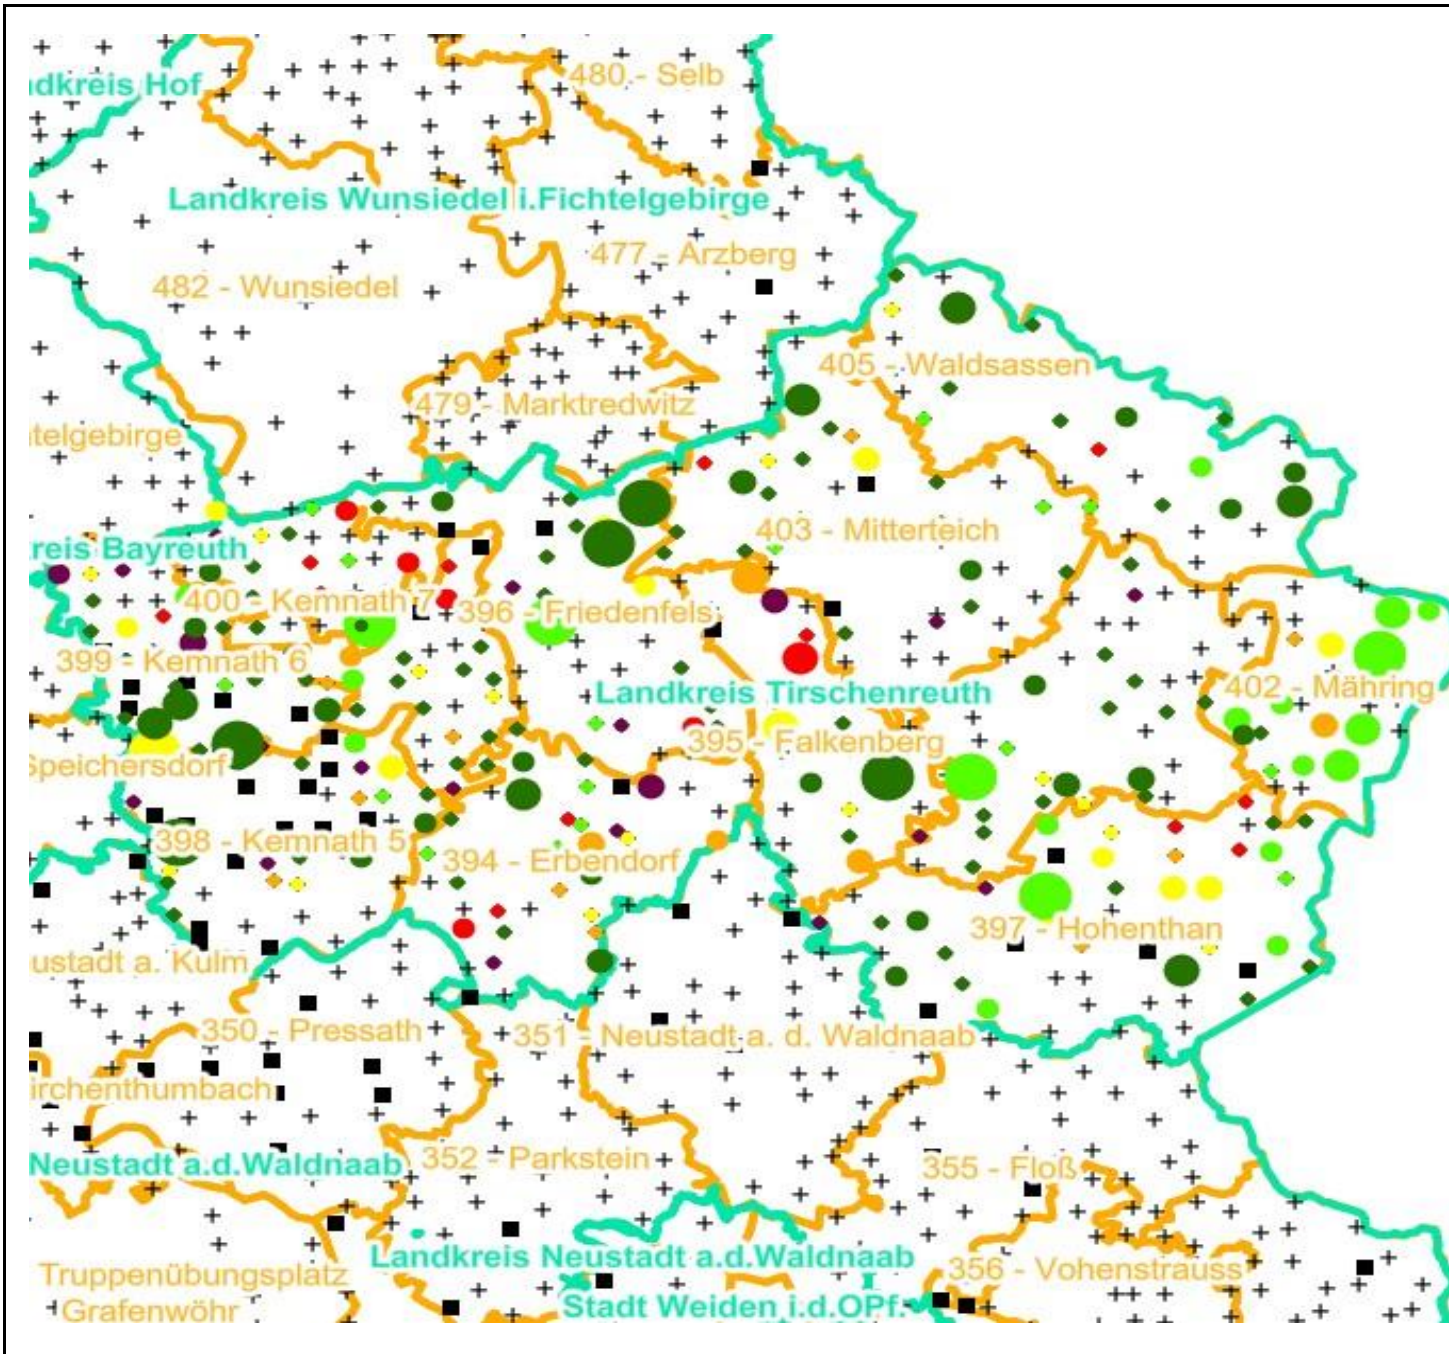 480 - Selb
ndkreis Hof
Landkreis Wunsiedel i.Fichtelgebirge
477 - Arzberg
482 - Wunsiedel
405 - Waldsassen
479 - Marktredwitz
htelgebirge
403 - Mitterteich
kreis Bayreuth
400 - Kemnath 7
396 - Friedenfels
399 - Kemnath 6
Landkreis Tirschenreuth
402 - Mähring
395 - Falkenberg
Speichersdorf
398 - Kemnath 5
394 - Erbendorf
397 - Hohenthan
ustadt a. Kulm
350 - Pressath
351 - Neustadt a. d. Waldnaab
irchenthumbach
Neustadt a.d.Waldnaab
352 - Parkstein
355 - Floß
Landkreis Neustadt a.d.Waldnaab
356 - Vohenstrauss
Truppenübungsplatz
Grafenwöhr
Stadt Weiden i.d.OPf.